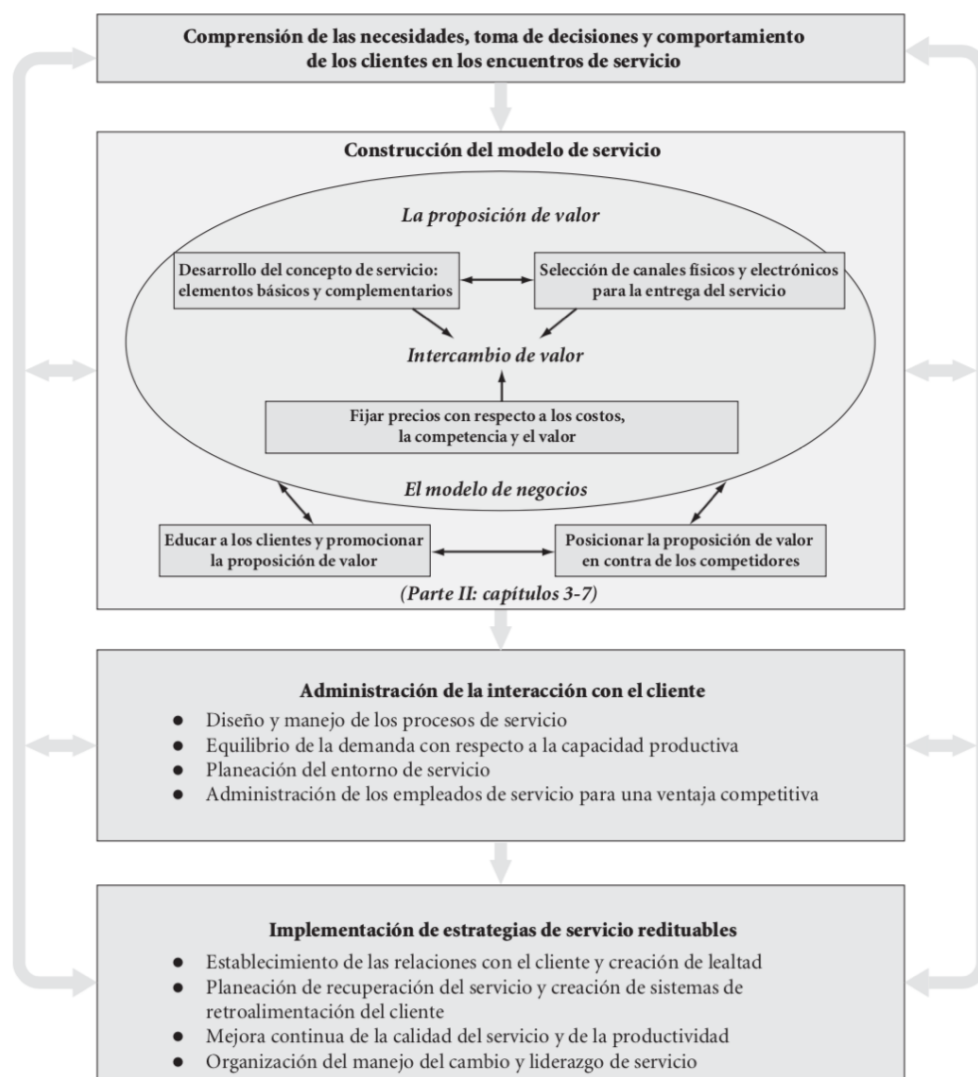 Comprensión de las necesidades, toma de decisiones y comportamiento
de los clientes en los encuentros de servicio
Construcción del modelo de servicio
La proposición de valor
Desarrollo del concepto de servicio:
elementos básicos y complementarios
Selección de canales físicos y electrónicos
para la entrega del servicio
Intercambio de valor
Fijar precios con respecto a los costos,
la competencia y el valor
El modelo de negocios
Educar a los clientes y promocionar
la proposición de valor
Posicionar la proposición de valor
en contra de los competidores
(Parte II: capítulos 3-7)
Administración de la interacción con el cliente
● Diseño y manejo de los procesos de servicio
● Equilibrio de la demanda con respecto a la capacidad productiva
● Planeación del entorno de servicio
● Administración de los empleados de servicio para una ventaja competitiva
Implementación de estrategias de servicio redituables
● Establecimiento de las relaciones con el cliente y creación de lealtad
● Planeación de recuperación del servicio y creación de sistemas de
retroalimentación del cliente
● Mejora continua de la calidad del servicio y de la productividad
● Organización del manejo del cambio y liderazgo de servicio